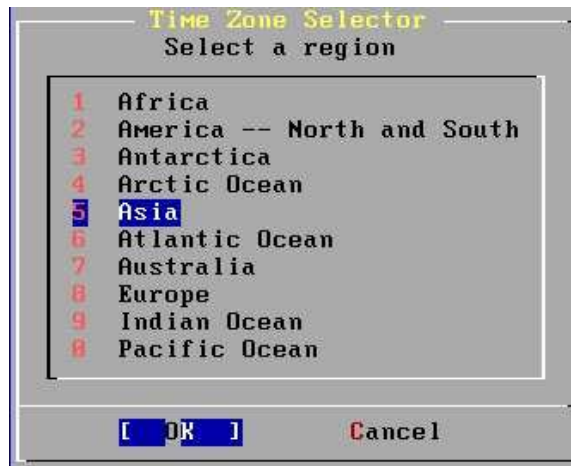 Time Zone Selector
Select a region
1 Africa
2 America -- North and South
3 Antarctica
4 Arctic Ocean
5 Asia
6 Atlantic Ocean
7 Australia
8 Europe
9 Indian Ocean
0 Pacific Ocean
[ OK ] Cancel